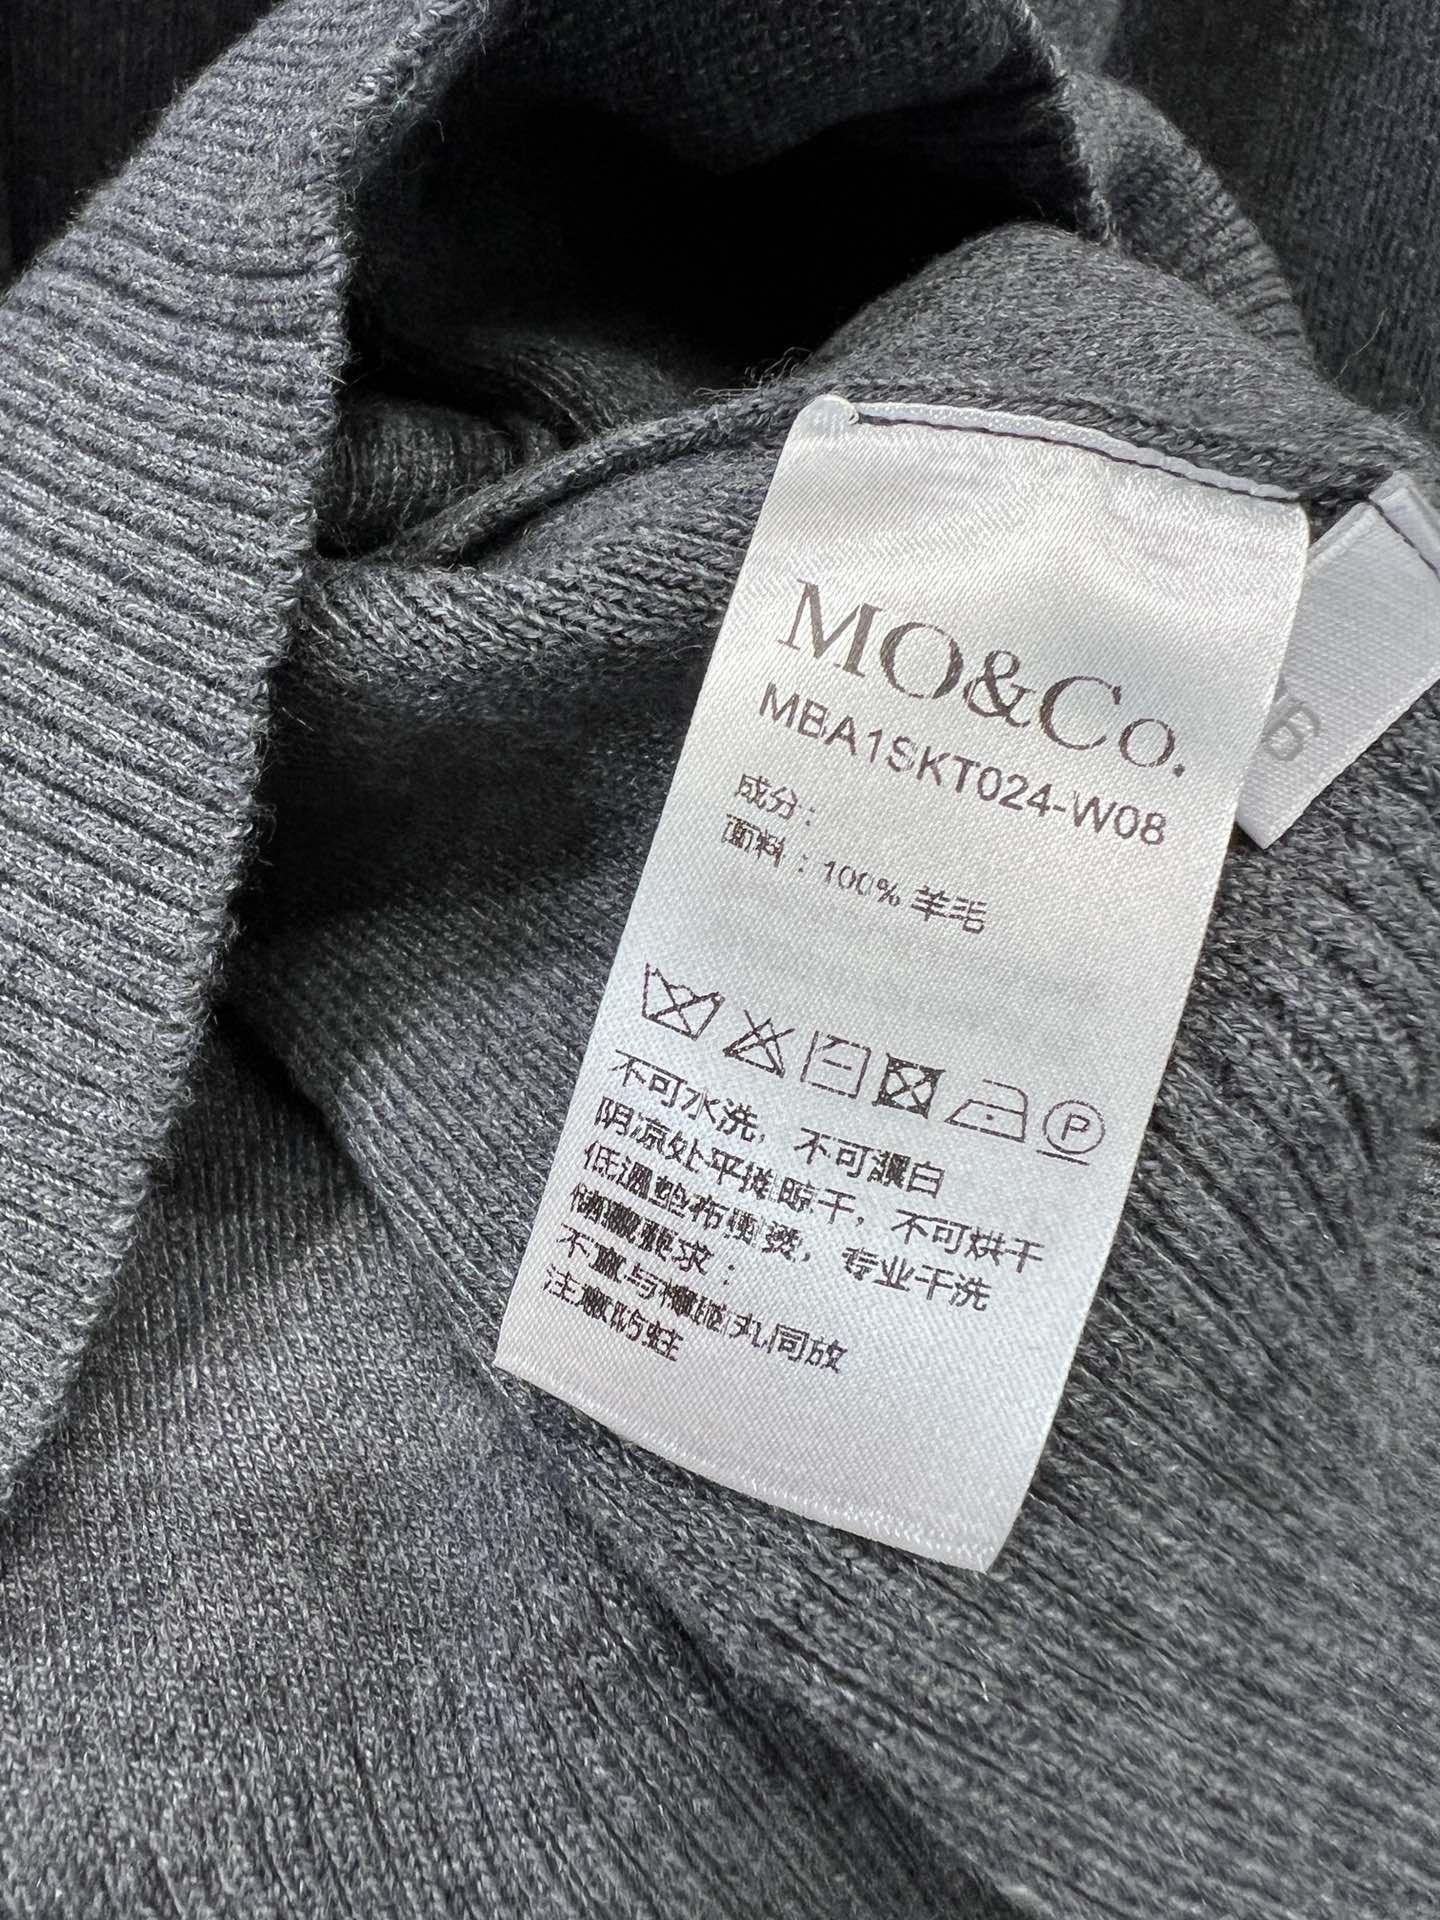 MO&Co.
MBA1SKT024-W08
成分:
面料:100% 羊毛
P
不可水洗, 不可漂白
阴凉处平摊晾干, 不可烘干
低温垫布熨烫, 专业干洗
储藏要求:
不宜与樟脑丸同放
注意防蛀